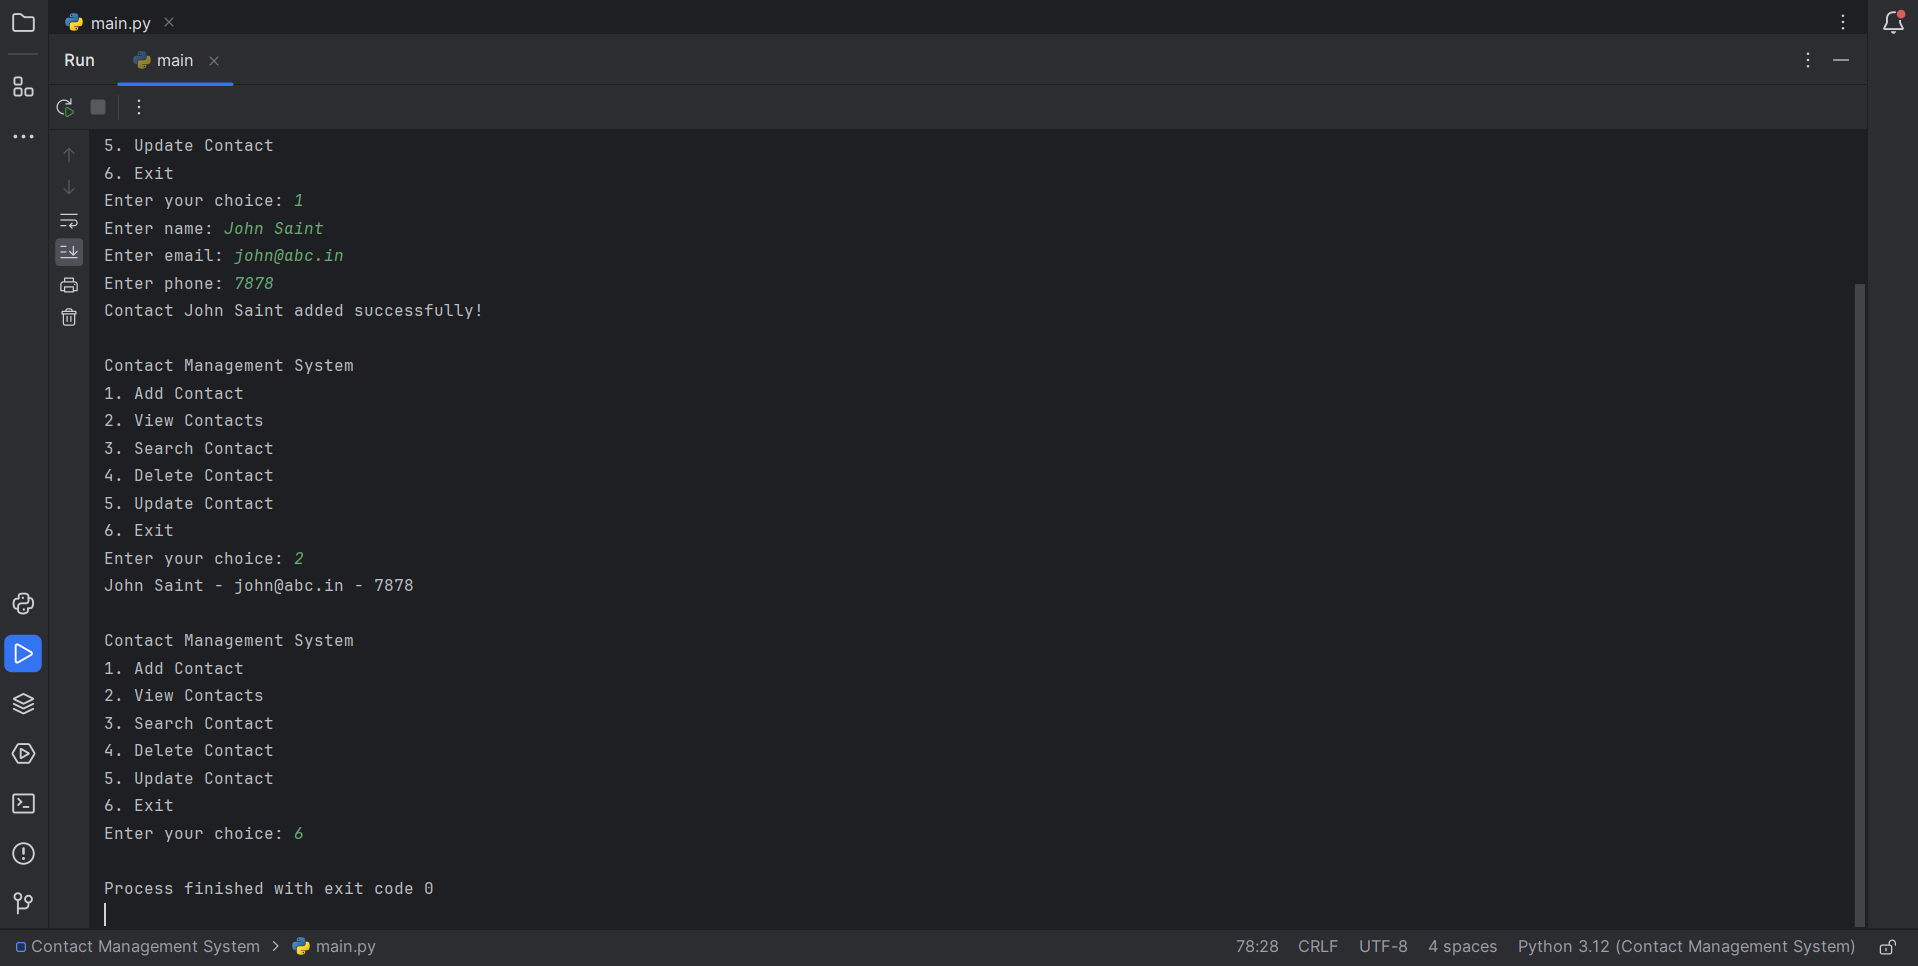 main.py
Run main
5. Update Contact
6. Exit
Enter your choice: 1
Enter name: John Saint
Enter email: john@abc.in
Enter phone: 7878
Contact John Saint added successfully!
Contact Management System
1. Add Contact
2. View Contacts
3. Search Contact
4. Delete Contact
5. Update Contact
6. Exit
Enter your choice: 2
John Saint - john@abc.in - 7878
Contact Management System
1. Add Contact
2. View Contacts
3. Search Contact
4. Delete Contact
5. Update Contact
6. Exit
Enter your choice: 6
Process finished with exit code 0
Contact Management System > main.py 78:28 CRLF UTF-8 4 spaces Python 3.12 (Contact Management System)